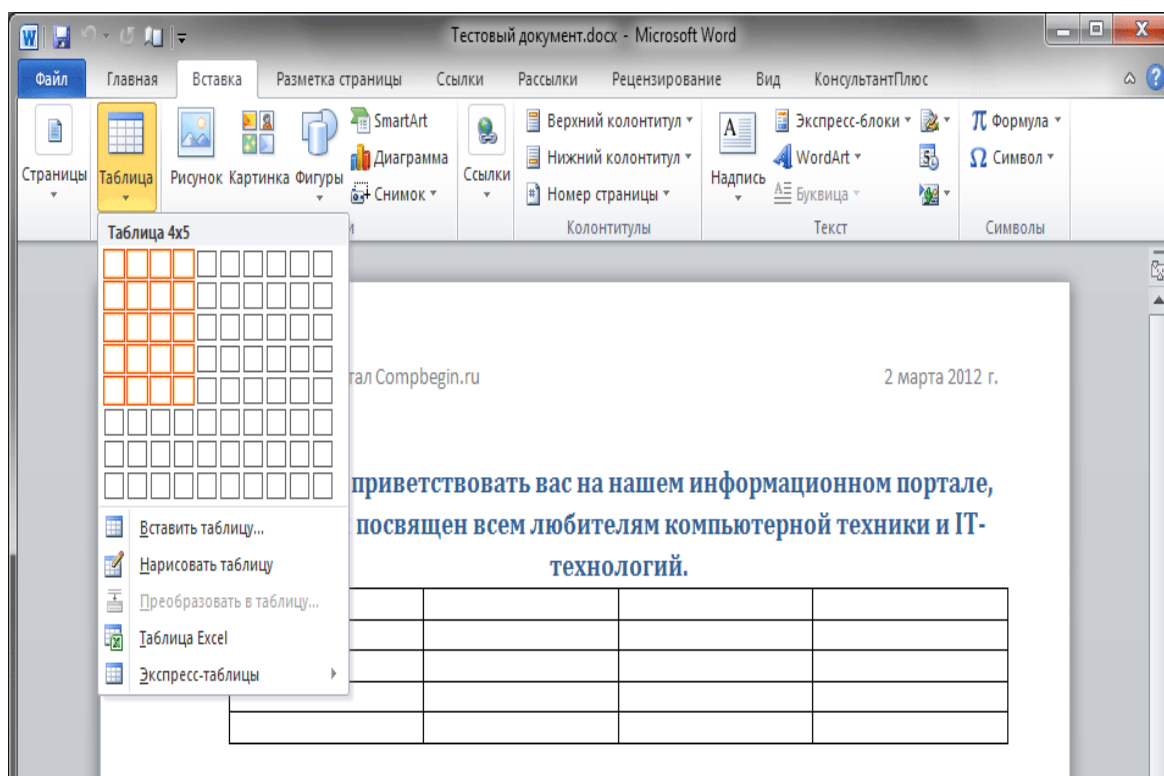 Тестовый документ.docx - Microsoft Word
Файл Главная Вставка Разметка страницы Ссылки Рассылки Рецензирование Вид КонсультантПлюс
Страницы
Таблица
Рисунок Картинка Фигуры
SmartArt
Диаграмма
Снимок
Ссылки
Верхний колонтитул
Нижний колонтитул
Номер страницы
Колонтитулы
Надпись
Экспресс-блоки
WordArt
Буквица
Текст
π Формула
Ω Символ
Символы
Таблица 4x5
Вставить таблицу...
Нарисовать таблицу
Преобразовать в таблицу...
Таблица Excel
Экспресс-таблицы
Compbegin.ru 2 марта 2012 г.
приветствовать вас на нашем информационном портале,
посвящен всем любителям компьютерной техники и IT-
технологий.